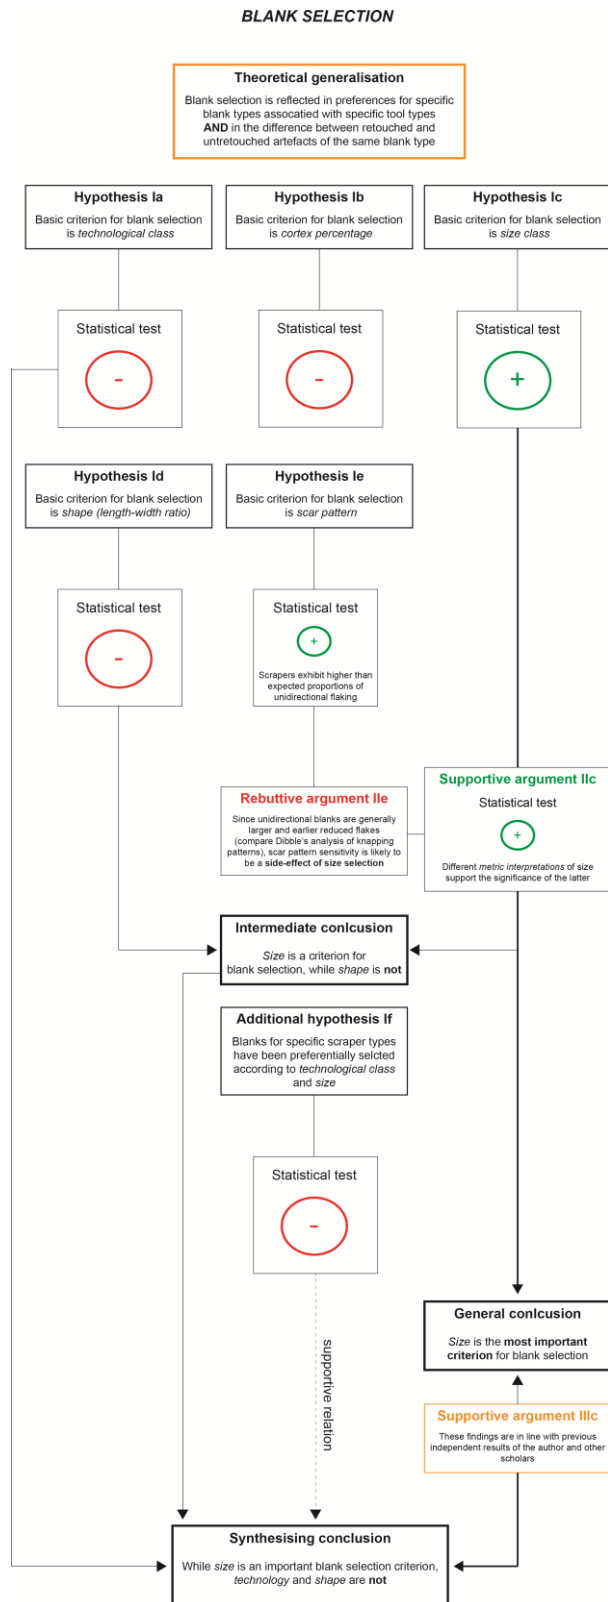 BLANK SELECTION
Theoretical generalisation
Blank selection is reflected in preferences for specific
blank types assocatied with specific tool types
AND in the difference between retouched and
untretouched artefacts of the same blank type
Hypothesis Ia
Basic criterion for blank selection
is technological class
Hypothesis Ib
Basic criterion for blank selection
is cortex percentage
Hypothesis Ic
Basic criterion for blank selection
is size class
Statistical test
-
Statistical test
-
Statistical test
+
Hypothesis Id
Basic criterion for blank selection
is shape (length-width ratio)
Hypothesis Ie
Basic criterion for blank selection
is scar pattern
Statistical test
-
Statistical test
+
Scrapers exhibit higher than
expected proportions of
unidirectional flaking
Rebuttive argument IIe
Since unidirectional blanks are generally
larger and earlier reduced flakes
(compare Dibble's analysis of knapping
patterns), scar pattern sensitivity is likely to
be a side-effect of size selection
Supportive argument IIc
Statistical test
+
Different metric interpretations of size
support the significance of the latter
Intermediate conlcusion
Size is a criterion for
blank selection, while shape is not
Additional hypothesis If
Blanks for specific scraper types
have been preferentially selcted
according to technological class
and size
Statistical test
-
supportive relation
General conlcusion
Size is the most important
criterion for blank selection
Supportive argument IIIc
These findings are in line with previous
independent results of the author and other
scholars
Synthesising conclusion
While size is an important blank selection criterion,
technology and shape are not